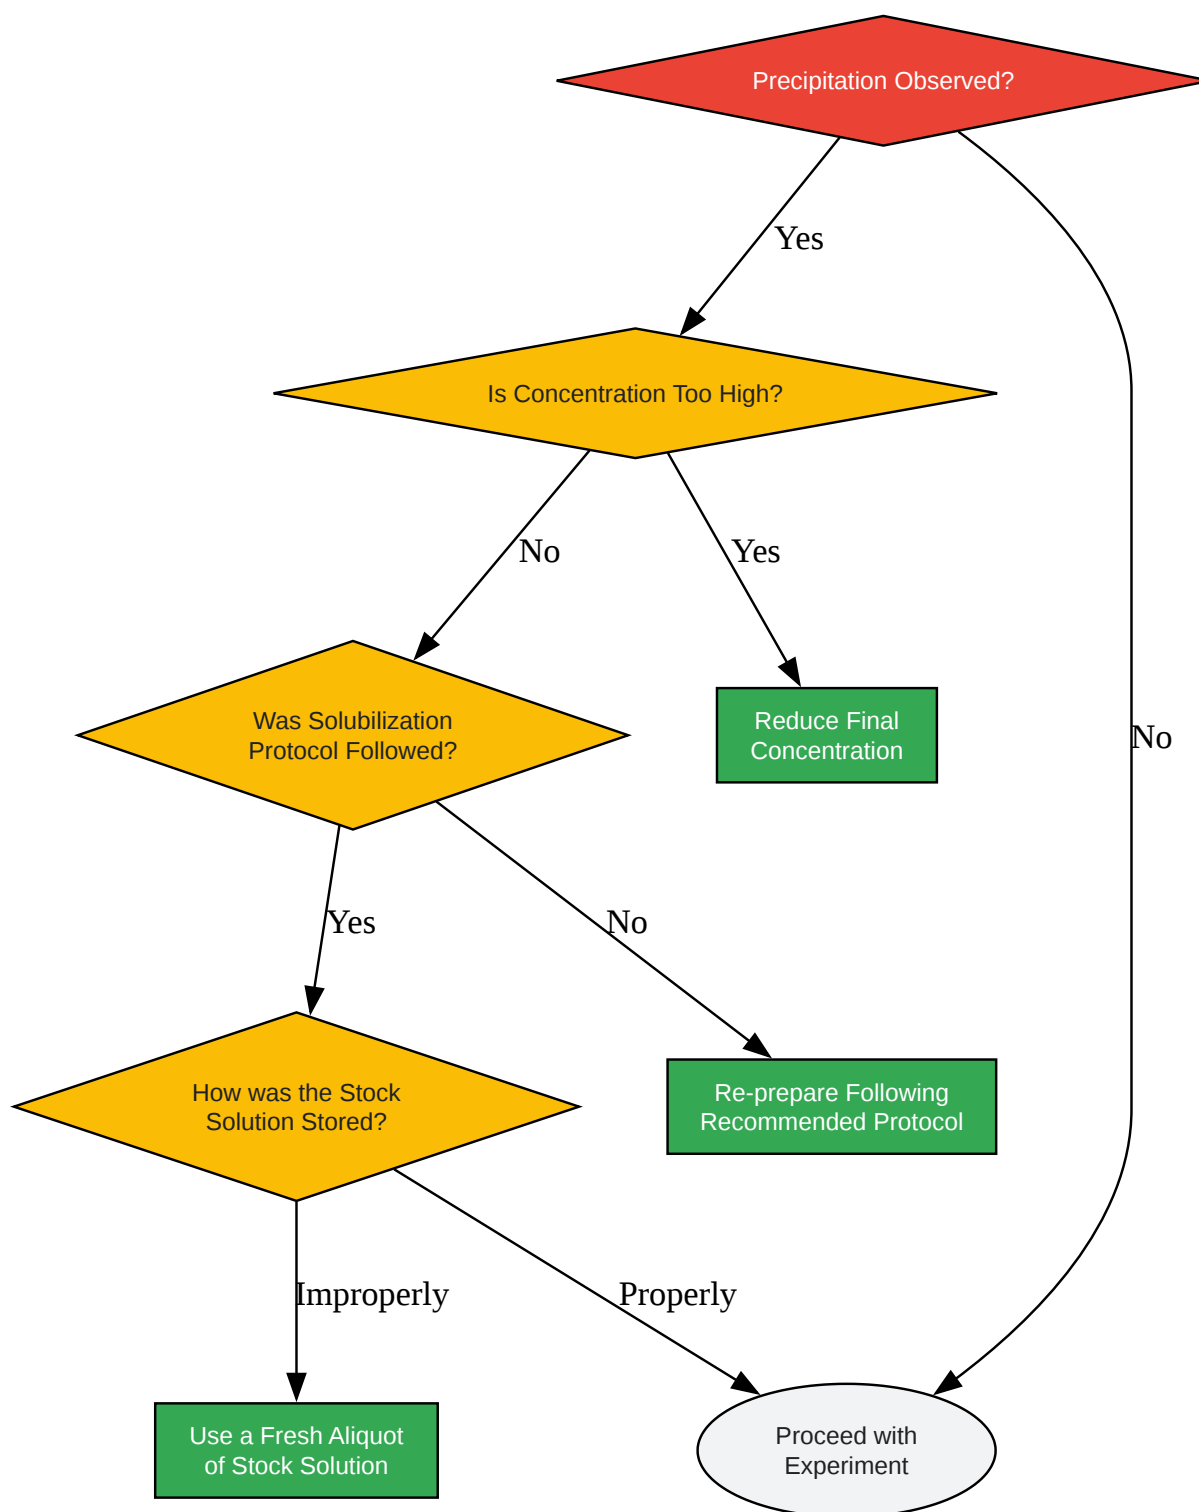 Precipitation Observed?
Yes
Is Concentration Too High?
No
Yes
Was Solubilization
Protocol Followed?
Reduce Final
Concentration
No
Yes
No
How was the Stock
Solution Stored?
Re-prepare Following
Recommended Protocol
Improperly
Properly
Use a Fresh Aliquot
of Stock Solution
Proceed with
Experiment